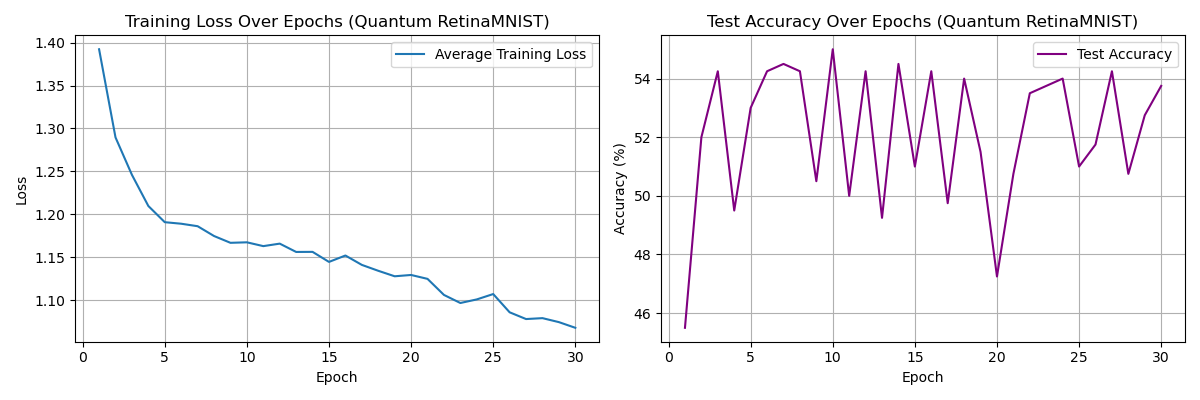 Training Loss Over Epochs (Quantum RetinaMNIST)
Average Training Loss
1.40
1.35
1.30
1.25
1.20
1.15
1.10
Loss
0 5 10 15 20 25 30
Epoch
Test Accuracy Over Epochs (Quantum RetinaMNIST)
Test Accuracy
54
52
50
48
46
Accuracy (%)
0 5 10 15 20 25 30
Epoch